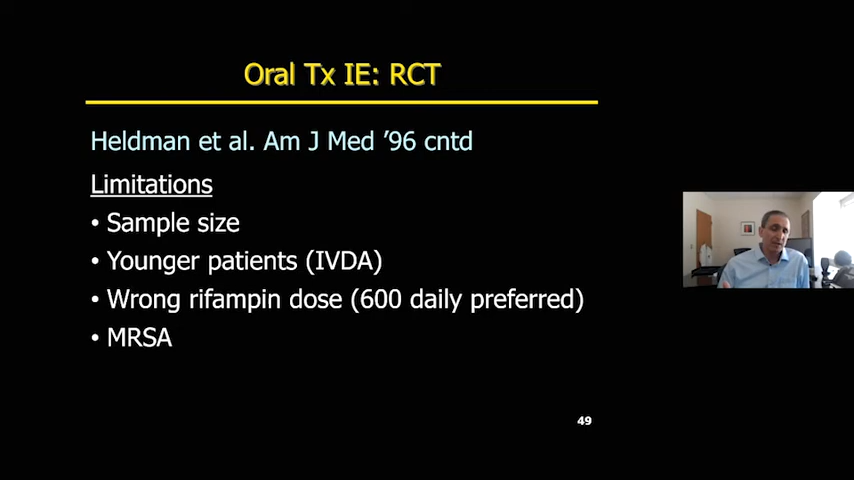 Oral Tx IE: RCT
Heldman et al. Am J Med ’96 cntd
Limitations
• Sample size
• Younger patients (IVDA)
• Wrong rifampin dose (600 daily preferred)
• MRSA
49